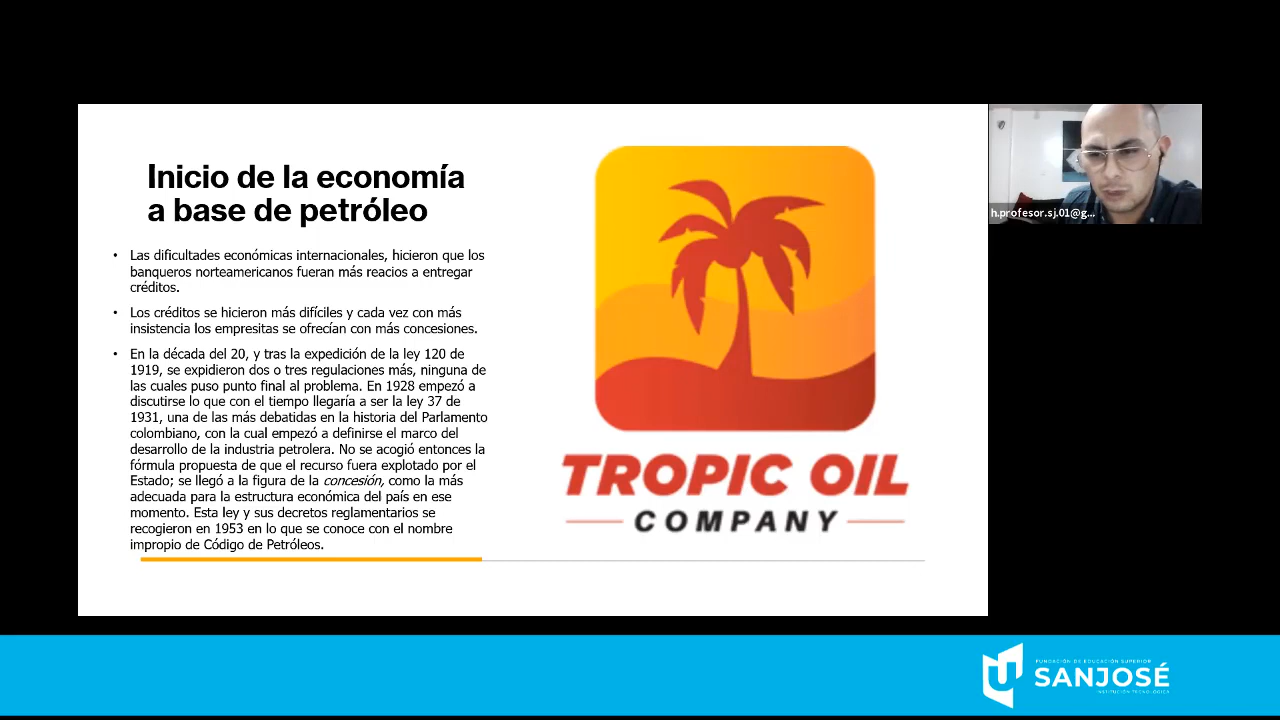 Inicio de la economía
a base de petróleo
• Las dificultades económicas internacionales, hicieron que los
banqueros norteamericanos fueran más reacios a entregar
créditos.
• Los créditos se hicieron más difíciles y cada vez con más
insistencia los empresitas se ofrecían con más concesiones.
• En la década del 20, y tras la expedición de la ley 120 de
1919, se expidieron dos o tres regulaciones más, ninguna de
las cuales puso punto final al problema. En 1928 empezó a
discutirse lo que con el tiempo llegaría a ser la ley 37 de
1931, una de las más debatidas en la historia del Parlamento
colombiano, con la cual empezó a definirse el marco del
desarrollo de la industria petrolera. No se acogió entonces la
fórmula propuesta de que el recurso fuera explotado por el
Estado; se llegó a la figura de la concesión, como la más
adecuada para la estructura económica del país en ese
momento. Esta ley y sus decretos reglamentarios se
recogieron en 1953 en lo que se conoce con el nombre
impropio de Código de Petróleos.
TROPIC OIL
COMPANY
h.profesor.sj.01@g...
FUNDACIÓN DE EDUCACIÓN SUPERIOR
SANJOSÉ
INSTITUCIÓN TECNOLÓGICA